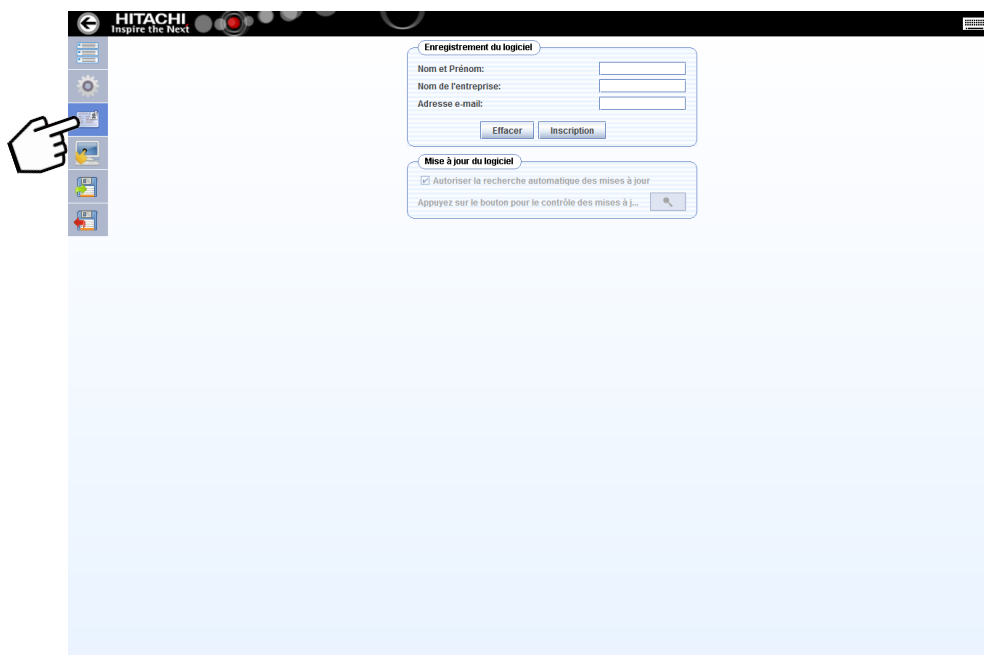 HITACHI
Inspire the Next
Enregistrement du logiciel
Nom et Prénom:
Nom de l'entreprise:
Adresse e-mail:
Effacer Inscription
Mise à jour du logiciel
Autoriser la recherche automatique des mises à jour
Appuyez sur le bouton pour le contrôle des mises à j...